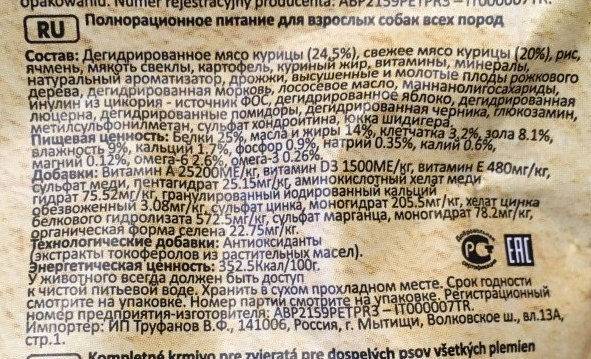 opakowaniu. Numer rejestracyjny producenta: ABP2159PETPR3 – IT000007TR.
RU Полнорационное питание для взрослых собак всех пород
Состав: Дегидрированное мясо курицы (24,5%), свежее мясо курицы (20%), рис,
ячмень, мякоть свеклы, картофель, куриный жир, витамины, минералы,
натуральный ароматизатор, дрожжи, высушенные и молотые плоды рожкового
дерева, дегидрированная морковь, лососевое масло, маннанолигосахариды,
инулин из цикория - источник ФОС, дегидрированное яблоко, дегидрированная
люцерна, дегидрированные помидоры, дегидрированная черника, глюкозамин,
метилсульфонилметан, сульфат хондроитина, юкка шидигера
Пищевая ценность: Белки 25%, масла и жиры 14%, клетчатка 3,2%, зола 8.1%,
влажность 9%, кальций 1.7%, фосфор 0.9%, натрий 0.35%, калий 0.6%,
магний 0.12%, омега-6 2.6%, омега-3 0.26%.
Добавки: Витамин А 25200МЕ/кг, витамин D3 1500МЕ/кг, витамин Е 480мг/кг,
сульфат меди, пентагидрат 25.15мг/кг, аминокислотный хелат меди
гидрат 75.52мг/кг, гранулированный йодированный кальций
обезвоженный 3.08мг/кг, сульфат цинка, моногидрат 205.5мг/кг, хелат цинка
белкового гидролизата 572.5мг/кг, сульфат марганца, моногидрат 78.2мг/кг,
органическая форма селена 22.75мг/кг.
Технологические добавки: Антиоксиданты
(экстракты токоферолов из растительных масел).
Энергетическая ценность: 352.5Ккал/100г.
У животного всегда должен быть доступ
к чистой питьевой воде. Хранить в сухом прохладном месте. Срок годности
смотрите на упаковке. Номер партии смотрите на упаковке. Регистрационный
номер предприятия-изготовителя: ABP2159PETPR3 – IT000007TR.
Импортер: ИП Труфанов В.Ф., 141006, Россия, г. Мытищи, Волковское ш., вл.13А,
стр.1.
Добровольная сертификация
РС ЕАС
Kompletné krmivo pre zvieratá pre dospelých psov všetkých plemien